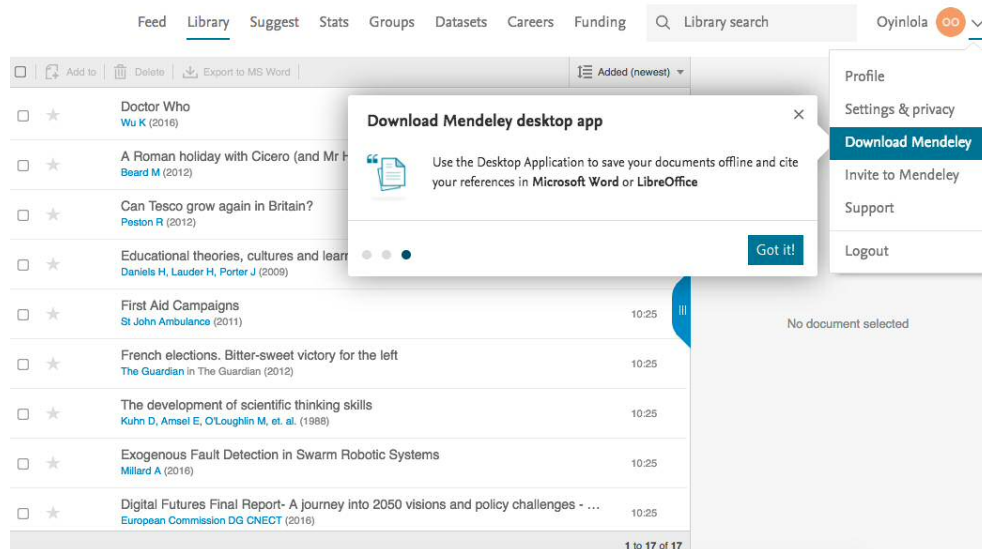 Feed Library Suggest Stats Groups Datasets Careers Funding Library search Oyinlola OO
Add to Delete Export to MS Word Added (newest)
Doctor Who
Wu K (2016)
A Roman holiday with Cicero (and Mr
Beard M (2012)
Can Tesco grow again in Britain?
Peston R (2012)
Educational theories, cultures and
Daniels H, Lauder H, Porter J (2009)
First Aid Campaigns
St John Ambulance (2011)
10:25
French elections. Bitter-sweet victory for the left
The Guardian in The Guardian (2012)
10:25
The development of scientific thinking skills
Kuhn D, Amsel E, O'Loughlin M, et. al. (1988)
10:25
Exogenous Fault Detection in Swarm Robotic Systems
Millard A (2016)
10:25
Digital Futures Final Report- A journey into 2050 visions and policy challenges - ...
European Commission DG CNECT (2016)
10:25
1 to 17 of 17
Download Mendeley desktop app
Use the Desktop Application to save your documents offline and cite
your references in Microsoft Word or LibreOffice
Got it!
Profile
Settings & privacy
Download Mendeley
Invite to Mendeley
Support
Logout
No document selected